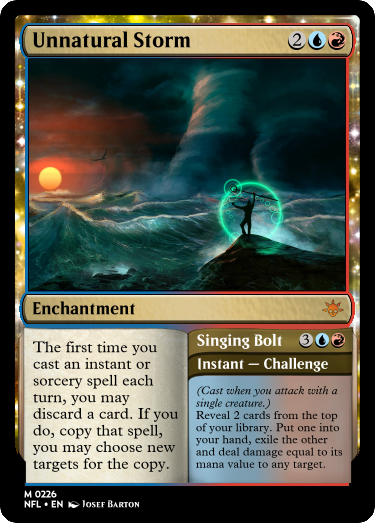 Unnatural Storm 2
Enchantment
The first time you
cast an instant or
sorcery spell each
turn, you may
discard a card. If you
do, copy that spell,
you may choose new
targets for the copy.
Singing Bolt 3
Instant — Challenge
(Cast when you attack with a
single creature.)
Reveal 2 cards from the top
of your library. Put one into
your hand, exile the other
and deal damage equal to its
mana value to any target.
M 0226
NFL • EN Josef Barton